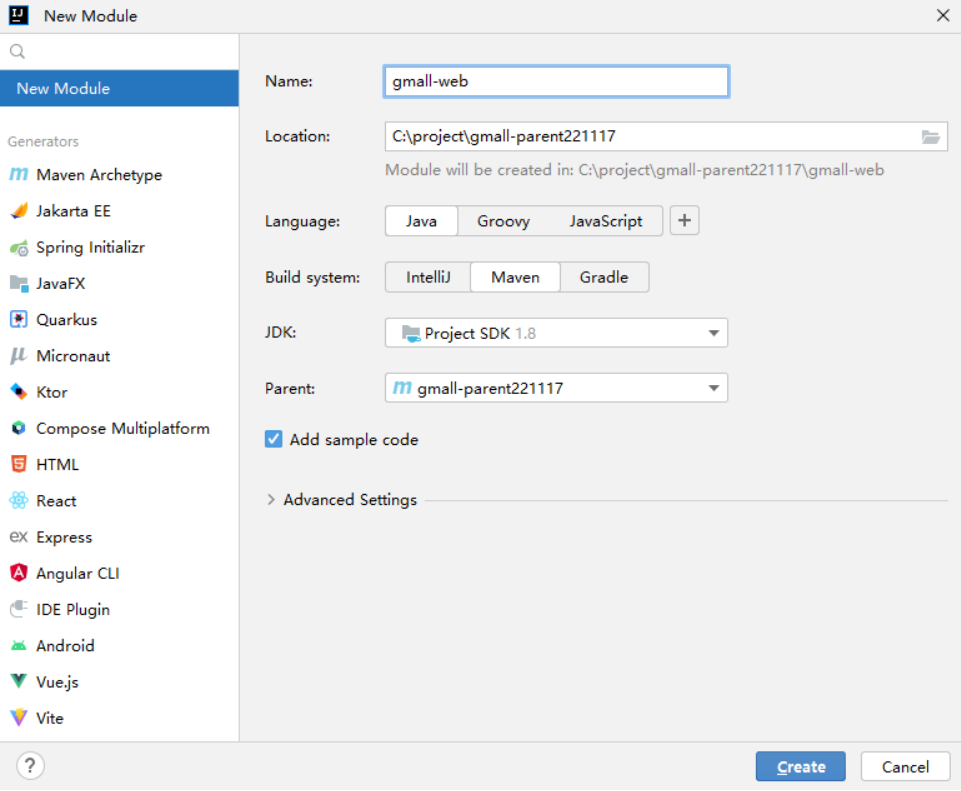 New Module
New Module
Generators
Maven Archetype
Jakarta EE
Spring Initializr
JavaFX
Quarkus
Micronaut
Ktor
Compose Multiplatform
HTML
React
Express
Angular CLI
IDE Plugin
Android
Vue.js
Vite
Name: gmall-web
Location: C:\project\gmall-parent221117
Module will be created in: C:\project\gmall-parent221117\gmall-web
Language: Java Groovy JavaScript +
Build system: IntelliJ Maven Gradle
JDK: Project SDK 1.8
Parent: gmall-parent221117
Add sample code
Advanced Settings
? Create Cancel